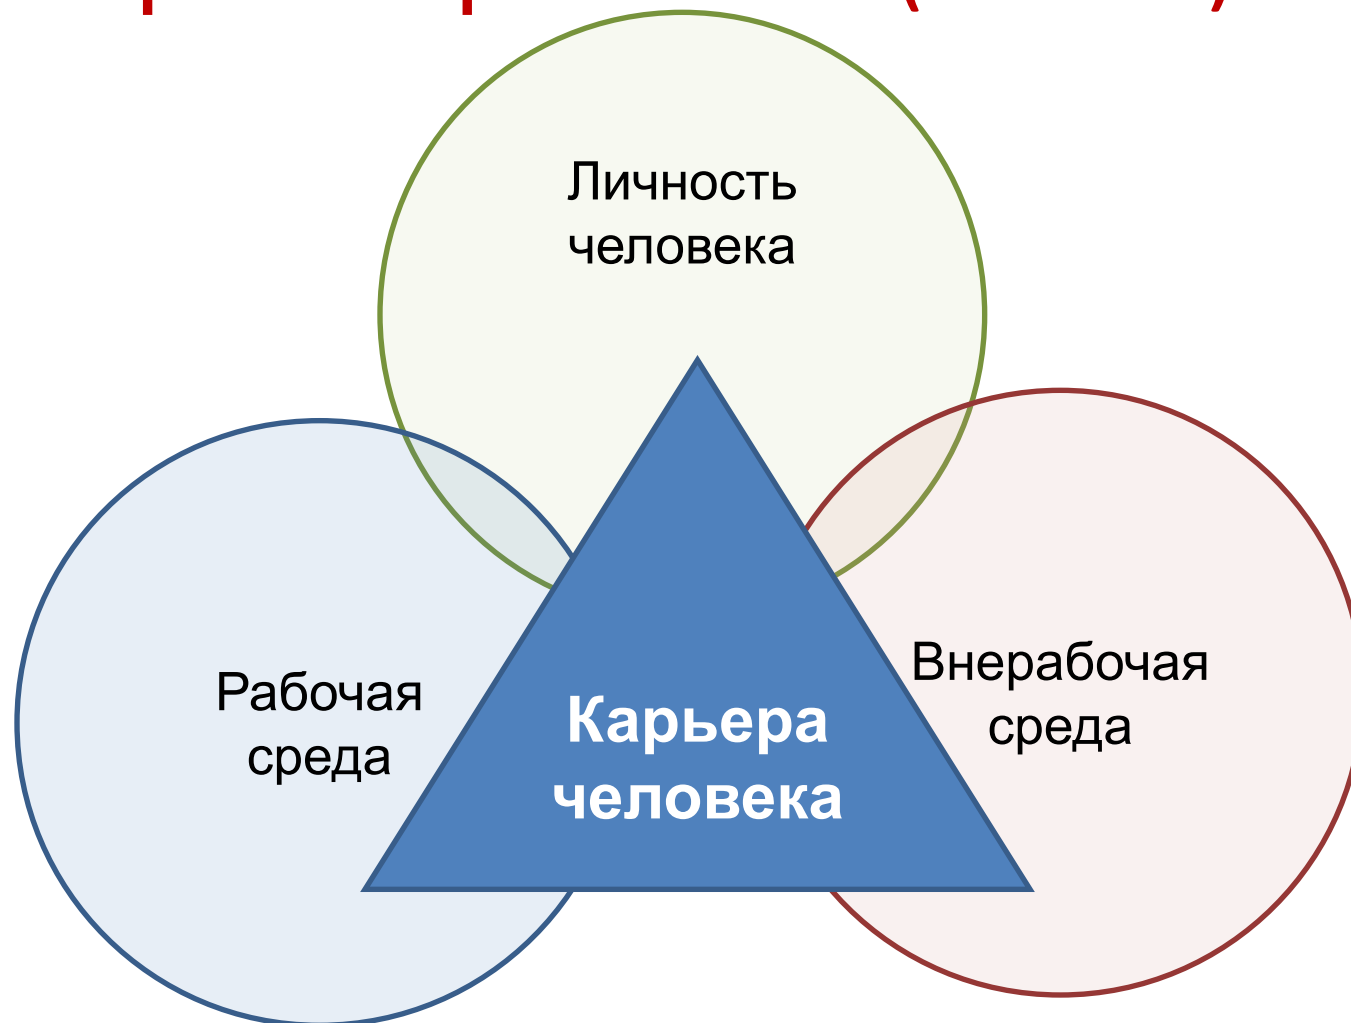 Личность
человека
Внерабочая
среда
Рабочая
среда
Карьера
человека